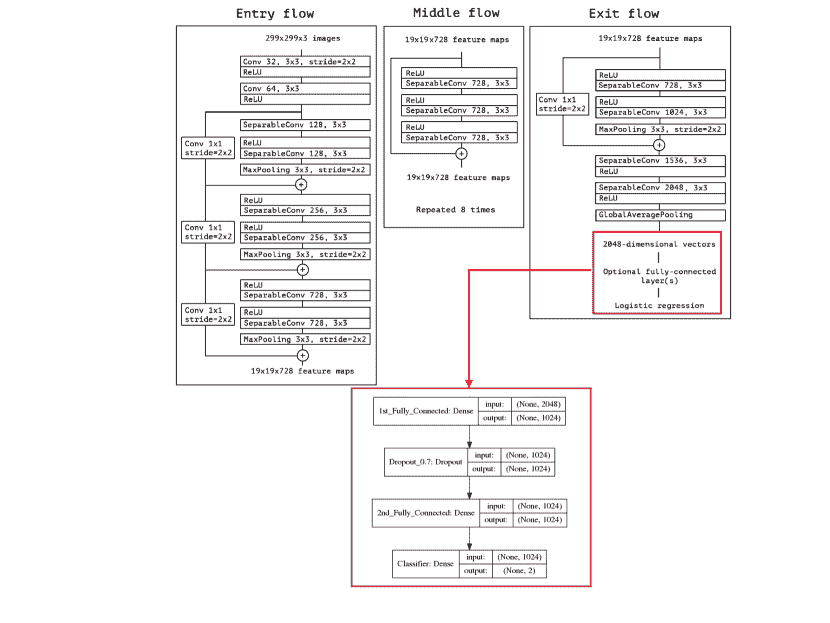 Entry flow
299x299x3 images
Conv 32, 3x3, stride=2x2
ReLU
Conv 64, 3x3
ReLU
SeparableConv 128, 3x3
Conv 1x1
stride=2x2
ReLU
SeparableConv 128, 3x3
MaxPooling 3x3, stride=2x2
+
ReLU
SeparableConv 256, 3x3
Conv 1x1
stride=2x2
ReLU
SeparableConv 256, 3x3
MaxPooling 3x3, stride=2x2
+
ReLU
SeparableConv 728, 3x3
Conv 1x1
stride=2x2
ReLU
SeparableConv 728, 3x3
MaxPooling 3x3, stride=2x2
+
19x19x728 feature maps
Middle flow
19x19x728 feature maps
ReLU
SeparableConv 728, 3x3
ReLU
SeparableConv 728, 3x3
ReLU
SeparableConv 728, 3x3
+
19x19x728 feature maps
Repeated 8 times
Exit flow
19x19x728 feature maps
ReLU
SeparableConv 728, 3x3
Conv 1x1
stride=2x2
ReLU
SeparableConv 1024, 3x3
MaxPooling 3x3, stride=2x2
+
SeparableConv 1536, 3x3
ReLU
SeparableConv 2048, 3x3
ReLU
GlobalAveragePooling
2048-dimensional vectors
Optional fully-connected
layer(s)
Logistic regression
1st_Fully_Connected: Dense
input: (None, 2048)
output: (None, 1024)
Dropout_0.7: Dropout
input: (None, 1024)
output: (None, 1024)
2nd_Fully_Connected: Dense
input: (None, 1024)
output: (None, 1024)
Classifier: Dense
input: (None, 1024)
output: (None, 2)